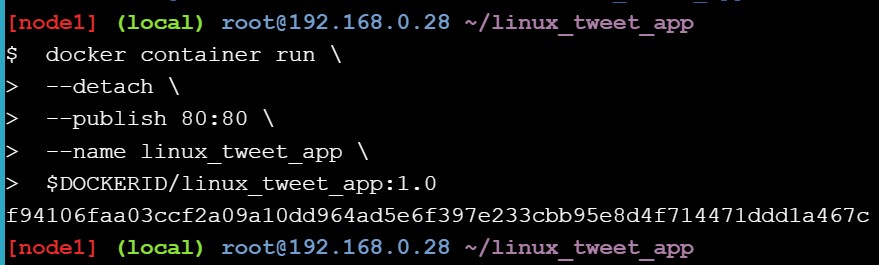 [node1] (local) root@192.168.0.28 ~/linux_tweet_app
$  docker container run \
>  --detach \
>  --publish 80:80 \
>  --name linux_tweet_app \
>  $DOCKERID/linux_tweet_app:1.0
f94106faa03ccf2a09a10dd964ad5e6f397e233cbb95e8d4f714471ddd1a467c
[node1] (local) root@192.168.0.28 ~/linux_tweet_app